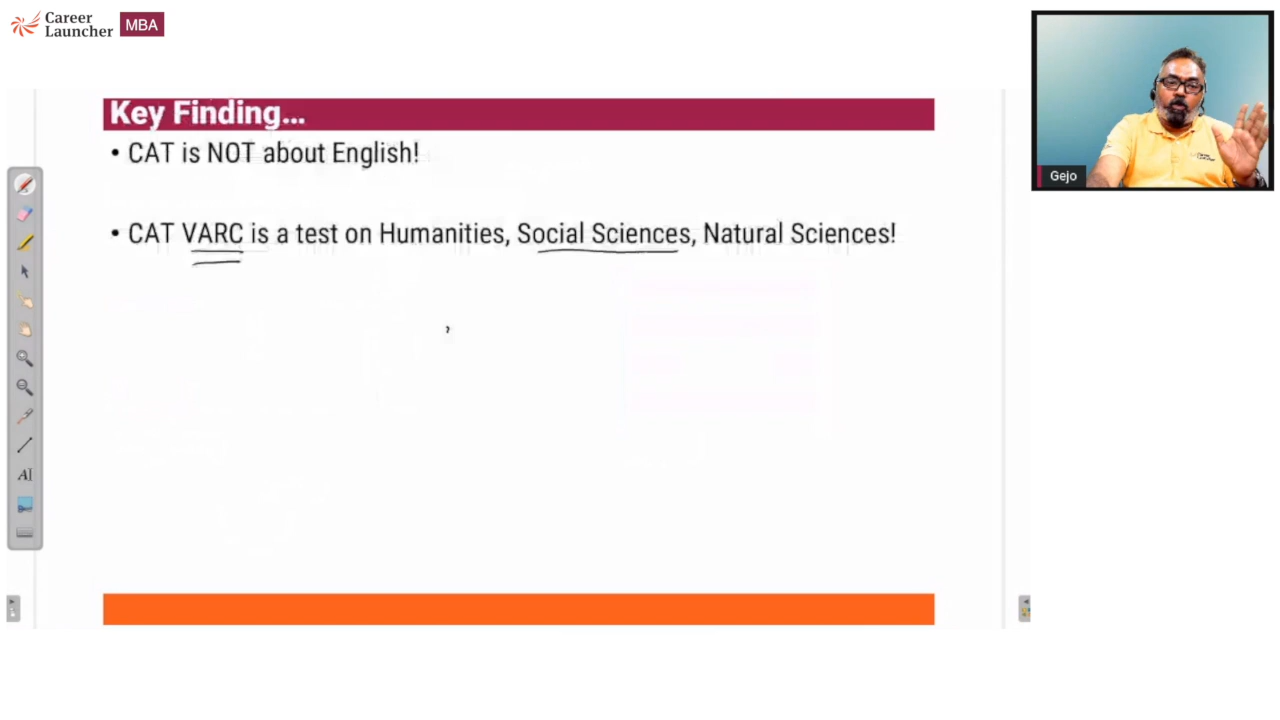 Career
Launcher
MBA
Key Finding...
• CAT is NOT about English!
• CAT VARC is a test on Humanities, Social Sciences, Natural Sciences!
Gejo
AI